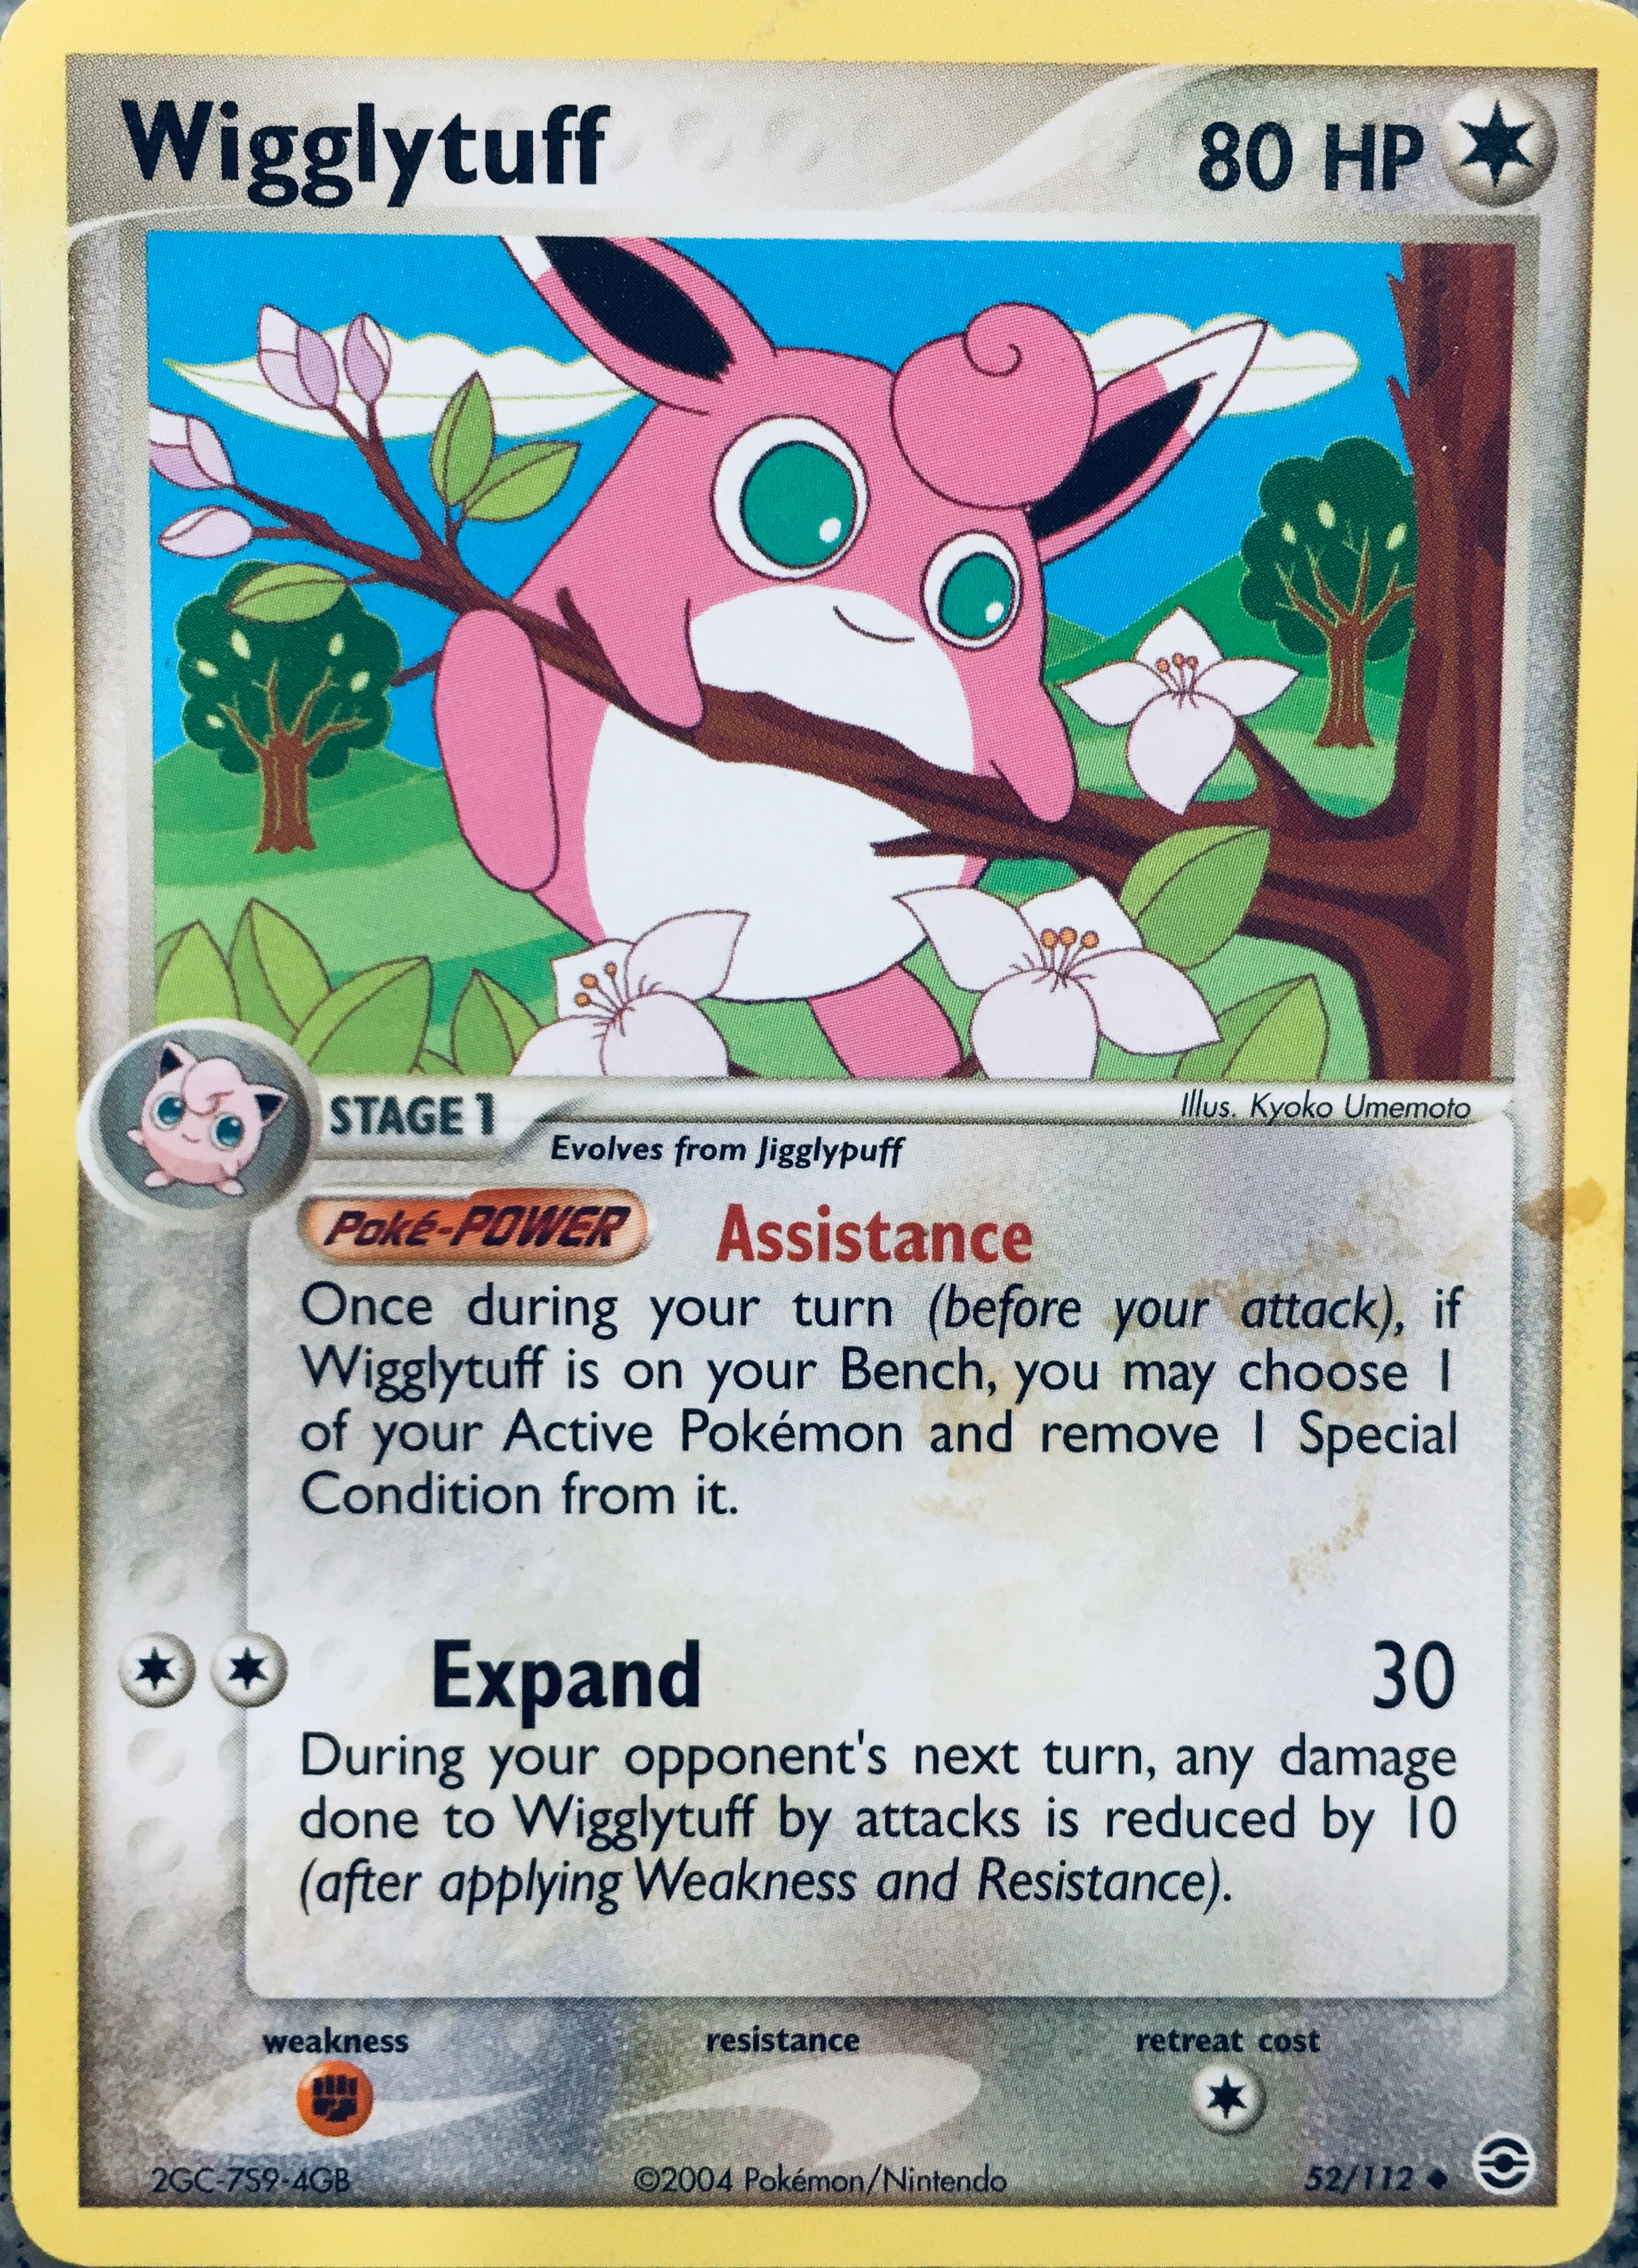 Wigglytuff 80 HP
STAGE 1
Illus. Kyoko Umemoto
Evolves from Jigglypuff
Poké-POWER Assistance
Once during your turn (before your attack), if
Wigglytuff is on your Bench, you may choose 1
of your Active Pokémon and remove 1 Special
Condition from it.
Expand 30
During your opponent's next turn, any damage
done to Wigglytuff by attacks is reduced by 10
(after applying Weakness and Resistance).
weakness resistance retreat cost
2GC-7S9-4GB ©2004 Pokémon/Nintendo 52/112